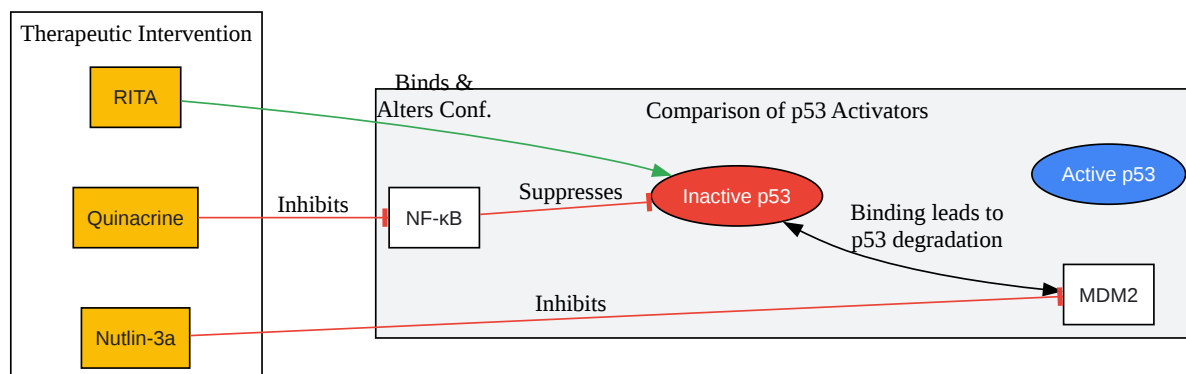 Therapeutic Intervention
RITA
Binds &
Alters Conf.
Comparison of p53 Activators
Active p53
Inactive p53
Suppresses
Quinacrine
Inhibits
NF-κB
Binding leads to
p53 degradation
MDM2
Inhibits
Nutlin-3a